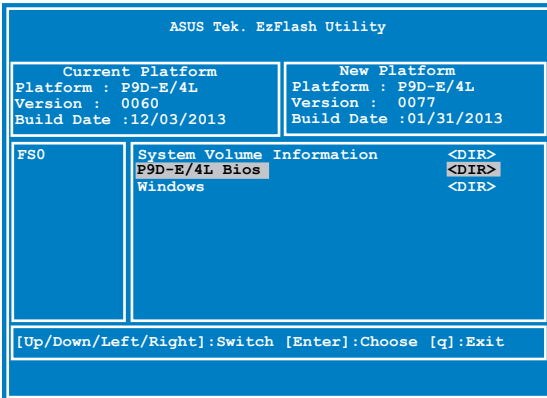 ASUS Tek. EzFlash Utility
Current Platform
Platform : P9D-E/4L
Version : 0060
Build Date :12/03/2013
New Platform
Platform : P9D-E/4L
Version : 0077
Build Date :01/31/2013
FS0
System Volume Information <DIR>
P9D-E/4L Bios <DIR>
Windows <DIR>
[Up/Down/Left/Right]:Switch [Enter]:Choose [q]:Exit